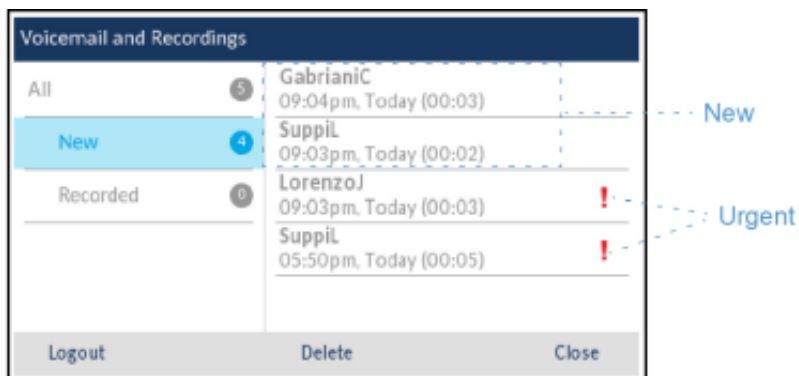 Voicemail and Recordings
All 5
New 4
Recorded 0
GabrianiC
09:04pm, Today (00:03)
SuppiL
09:03pm, Today (00:02)
LorenzoJ
09:03pm, Today (00:03) !
SuppiL
05:50pm, Today (00:05) !
New
Urgent
Logout Delete Close